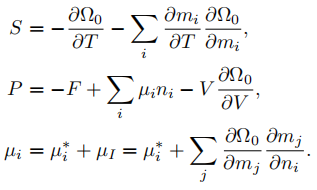 S = -\frac{\partial \Omega_0}{\partial T} - \sum_i \frac{\partial m_i}{\partial T} \frac{\partial \Omega_0}{\partial m_i},
P = -F + \sum_i \mu_i n_i - V \frac{\partial \Omega_0}{\partial V},
\mu_i = \mu_i^* + \mu_I = \mu_i^* + \sum_j \frac{\partial \Omega_0}{\partial m_j} \frac{\partial m_j}{\partial n_i}.